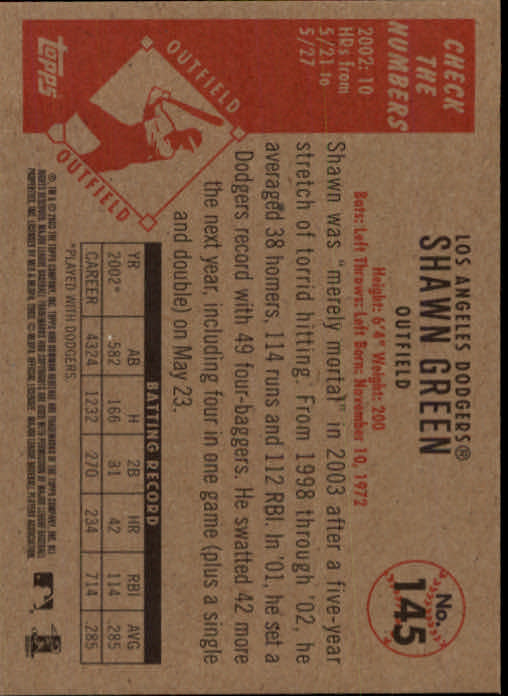 LOS ANGELES DODGERS®
SHAWN GREEN
OUTFIELD
Height: 6'4" Weight: 200
Bats: Left Throws: Left Born: November 10, 1972
No.
145
CHECK
THE
NUMBERS
2002: 10
HRs from
5/21 to
5/27
OUTFIELD
OUTFIELD
Topps
Shawn was "merely mortal" in 2003 after a five-year
stretch of torrid hitting. From 1998 through '02, he
averaged 38 homers, 114 runs and 112 RBI. In '01, he set a
Dodgers record with 49 four-baggers. He swatted 42 more
the next year, including four in one game (plus a single
and double) on May 23.
BATTING RECORD
YR AB H 2B HR RBI AVG
2002* 582 166 31 42 114 .285
CAREER 4324 1232 270 234 714 .285
*PLAYED WITH DODGERS.